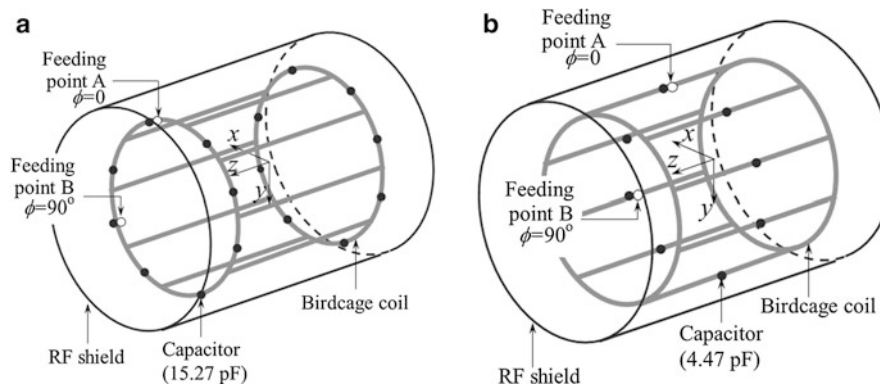 a
Feeding
point A
ϕ=0
Feeding
point B
ϕ=90°
x
z
y
Birdcage coil
RF shield
Capacitor
(15.27 pF)
b
Feeding
point A
ϕ=0
Feeding
point B
ϕ=90°
x
z
y
Birdcage coil
RF shield
Capacitor
(4.47 pF)